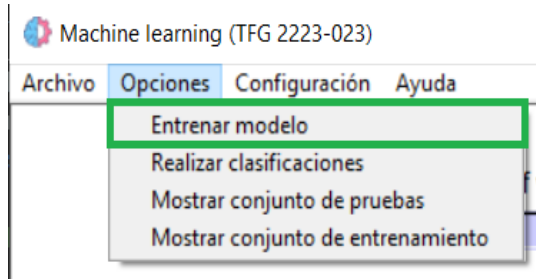 Machine learning (TFG 2223-023)
Archivo Opciones Configuración Ayuda
Entrenar modelo
Realizar clasificaciones
Mostrar conjunto de pruebas
Mostrar conjunto de entrenamiento